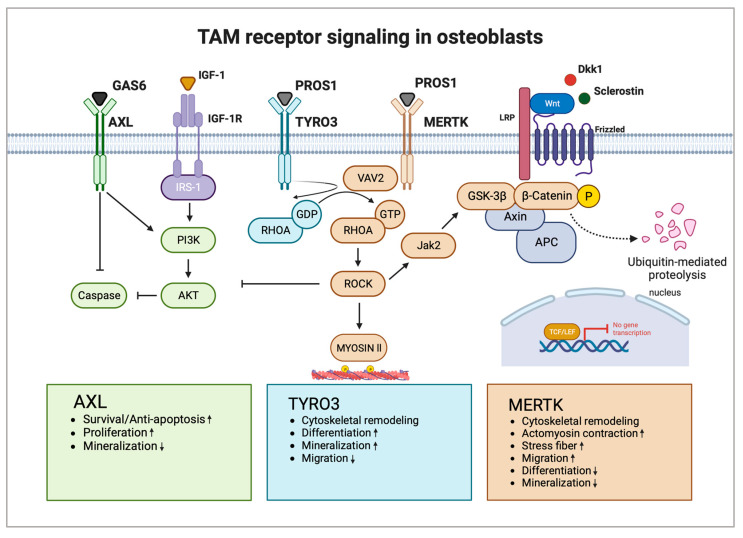 TAM receptor signaling in osteoblasts
GAS6
AXL
IGF-1
IGF-1R
IRS-1
PI3K
AKT
Caspase
PROS1
TYRO3
PROS1
MERTK
VAV2
GDP
RHOA
GTP
RHOA
ROCK
Jak2
MYOSIN II
Dkk1
Sclerostin
Wnt
LRP
Frizzled
GSK-3β
β-Catenin
P
Axin
APC
Ubiquitin-mediated
proteolysis
nucleus
TCF/LEF
No gene
transcription
AXL
• Survival/Anti-apoptosis ↑
• Proliferation ↑
• Mineralization ↓
TYRO3
• Cytoskeletal remodeling
• Differentiation ↑
• Mineralization ↑
• Migration ↓
MERTK
• Cytoskeletal remodeling
• Actomyosin contraction ↑
• Stress fiber ↑
• Migration ↑
• Differentiation ↓
• Mineralization ↓